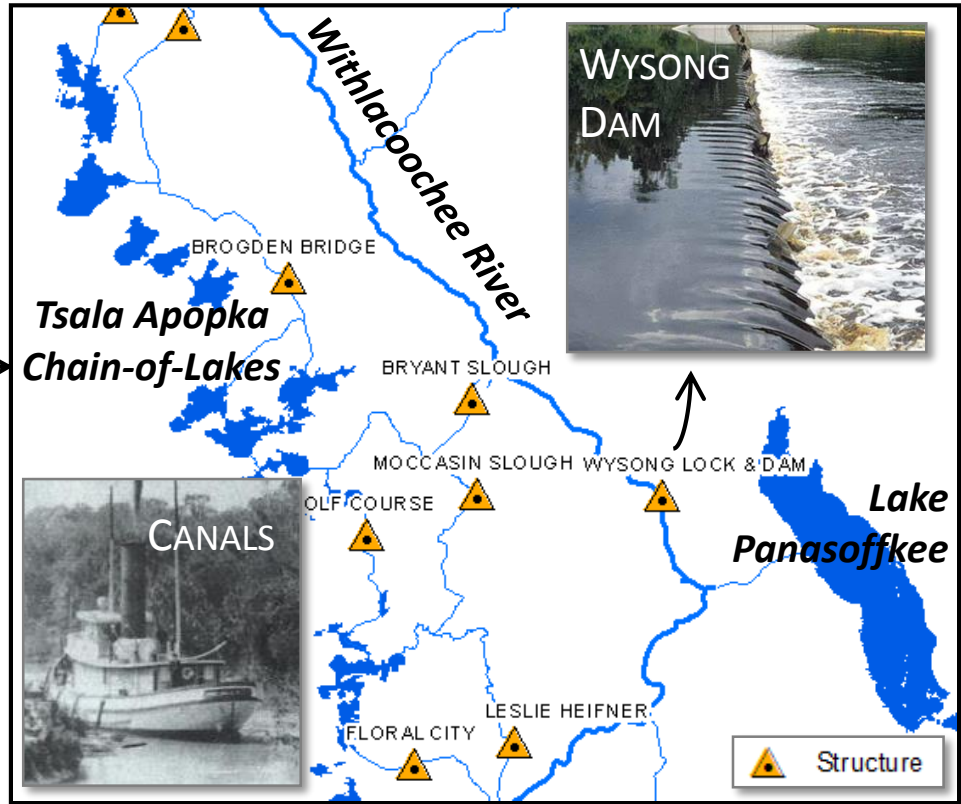 Withlacoochee River
WYSONG
DAM
BROGDEN BRIDGE
Tsala Apopka
Chain-of-Lakes
BRYANT SLOUGH
MOCCASIN SLOUGH
WYSONG LOCK & DAM
OLF COURSE
CANALS
Lake
Panasoffkee
LESLIE HEIFNER
FLORAL CITY
Structure